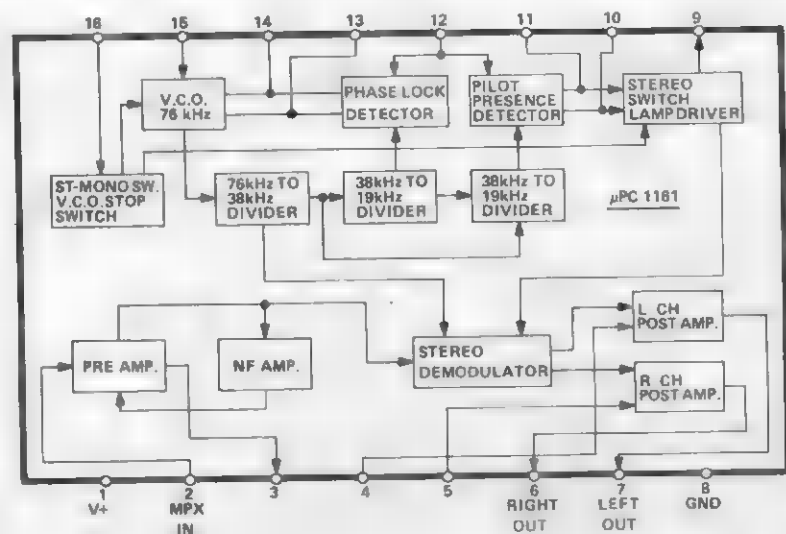 16 15 14 13 12 11 10 9
V.C.O.
76 kHz
PHASE LOCK
DETECTOR
PILOT
PRESENCE
DETECTOR
STEREO
SWITCH
LAMP DRIVER
ST-MONO SW.
V.C.O. STOP
SWITCH
76kHz TO
38kHz
DIVIDER
38kHz TO
19kHz
DIVIDER
38kHz TO
19kHz
DIVIDER
μPC 1161
PRE AMP.
NF AMP.
STEREO
DEMODULATOR
L CH
POST AMP.
R CH
POST AMP.
1 2 3 4 5 6 7 8
V+
MPX
IN
RIGHT
OUT
LEFT
OUT
GND